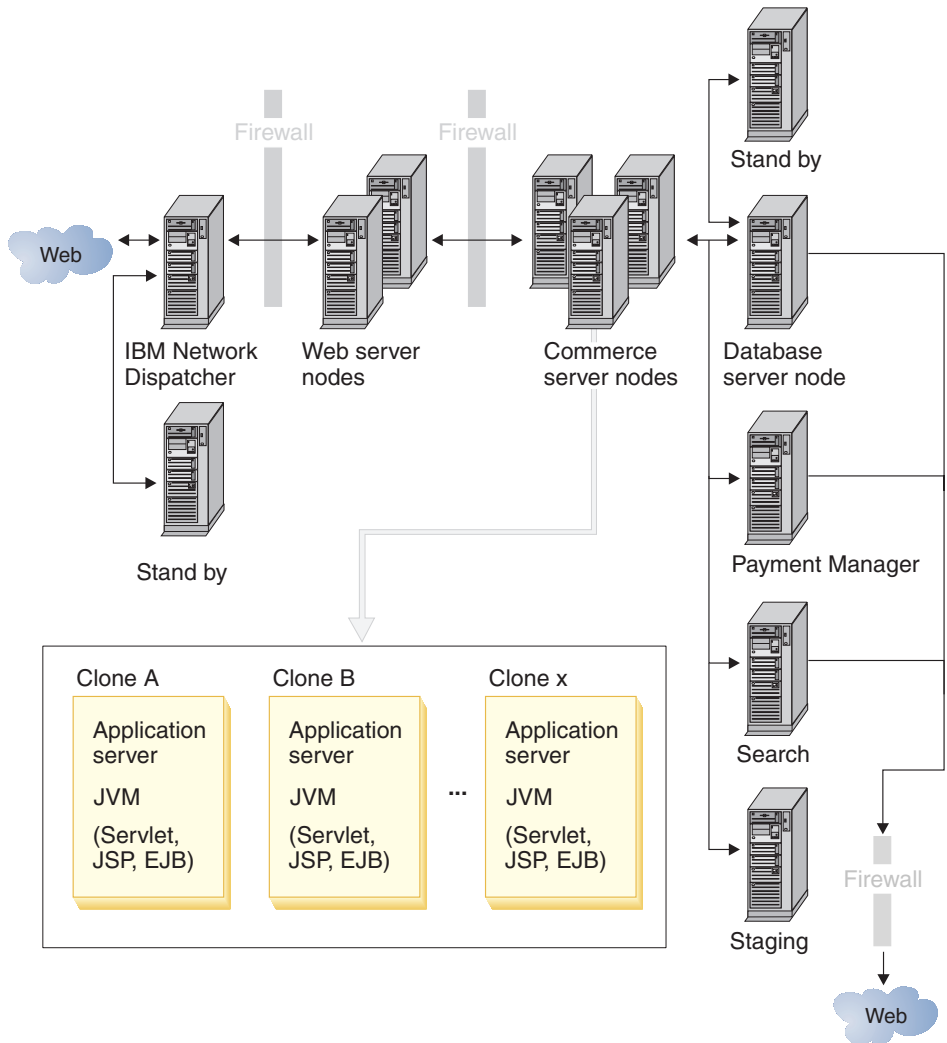 Stand by
Firewall
Firewall
Web
IBM Network
Dispatcher
Web server
nodes
Commerce
server nodes
Database
server node
Stand by
Payment Manager
Search
Staging
Clone A
Application
server
JVM
(Servlet,
JSP, EJB)
Clone B
Application
server
JVM
(Servlet,
JSP, EJB)
...
Clone x
Application
server
JVM
(Servlet,
JSP, EJB)
Firewall
Web